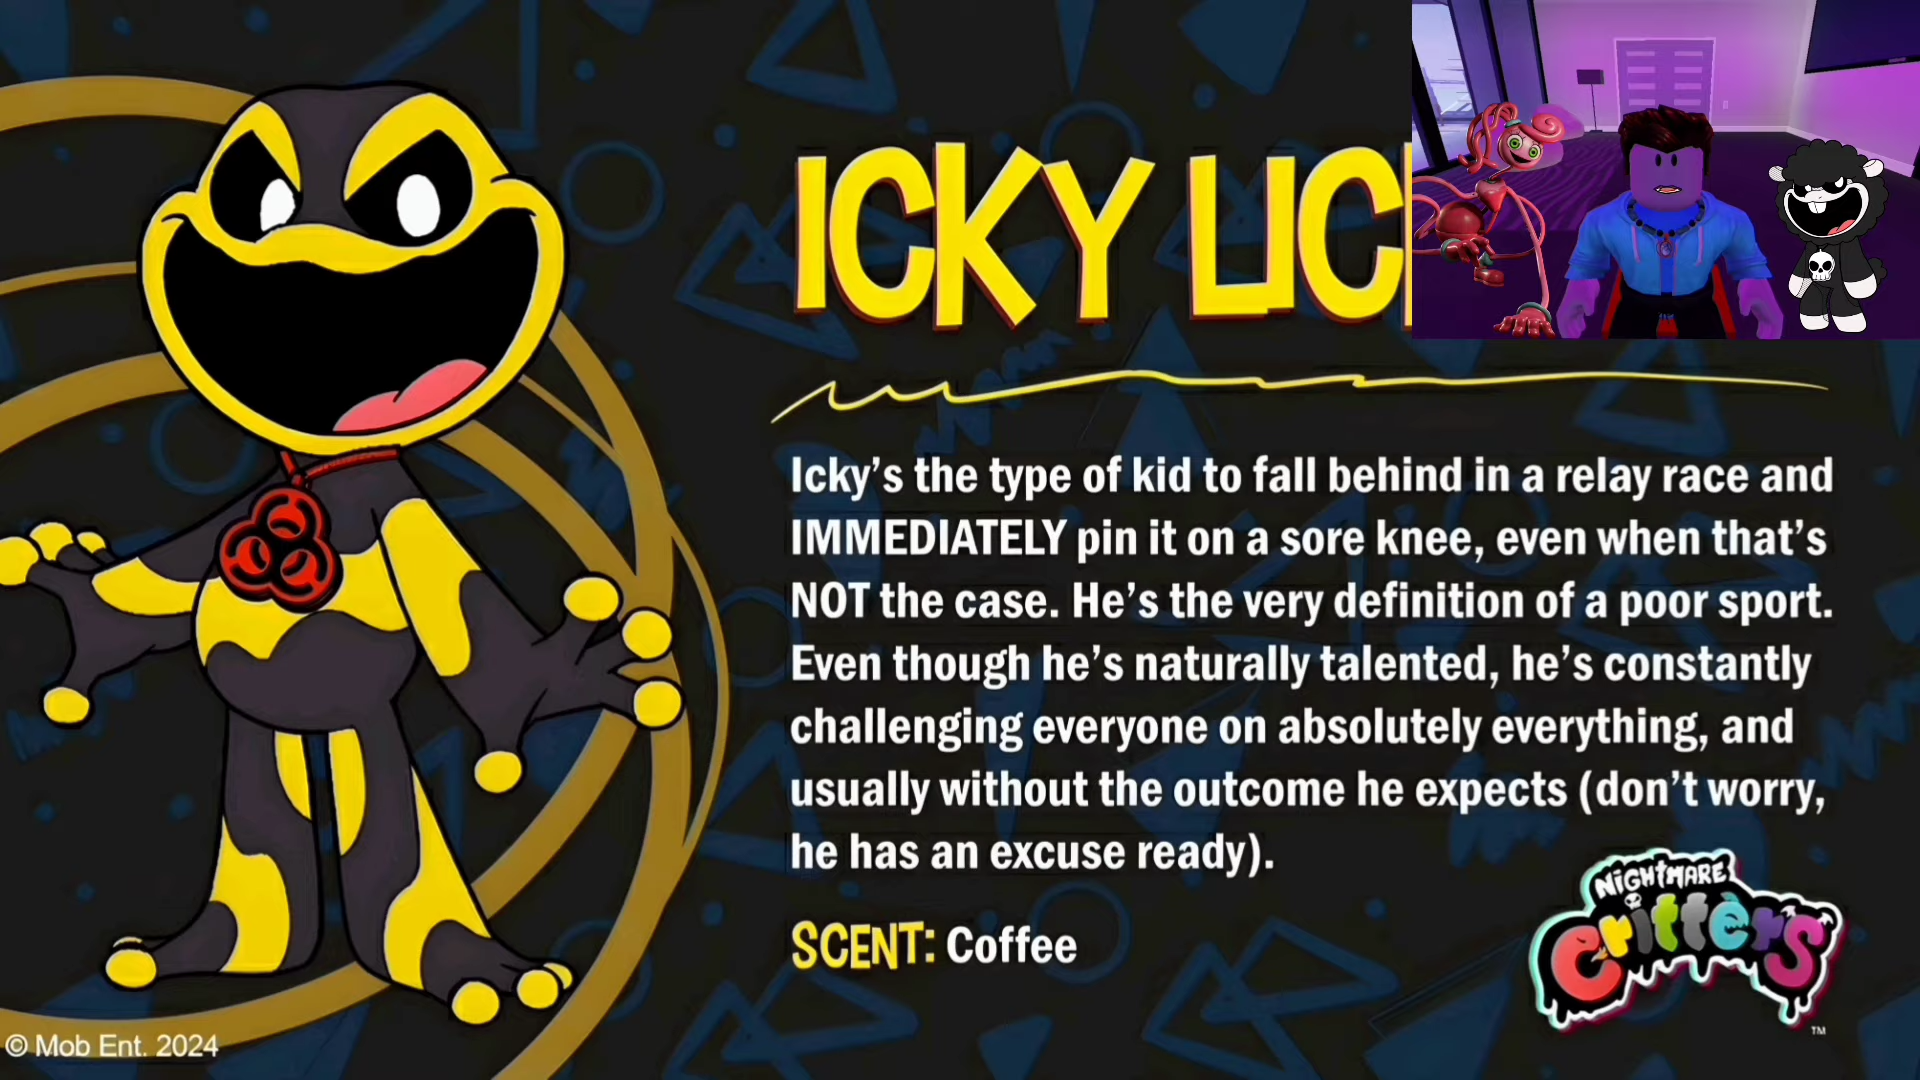 ICKY LIC
Icky’s the type of kid to fall behind in a relay race and
IMMEDIATELY pin it on a sore knee, even when that’s
NOT the case. He’s the very definition of a poor sport.
Even though he’s naturally talented, he’s constantly
challenging everyone on absolutely everything, and
usually without the outcome he expects (don’t worry,
he has an excuse ready).
SCENT: Coffee
NIGHTMARE
Critters
TM
© Mob Ent. 2024